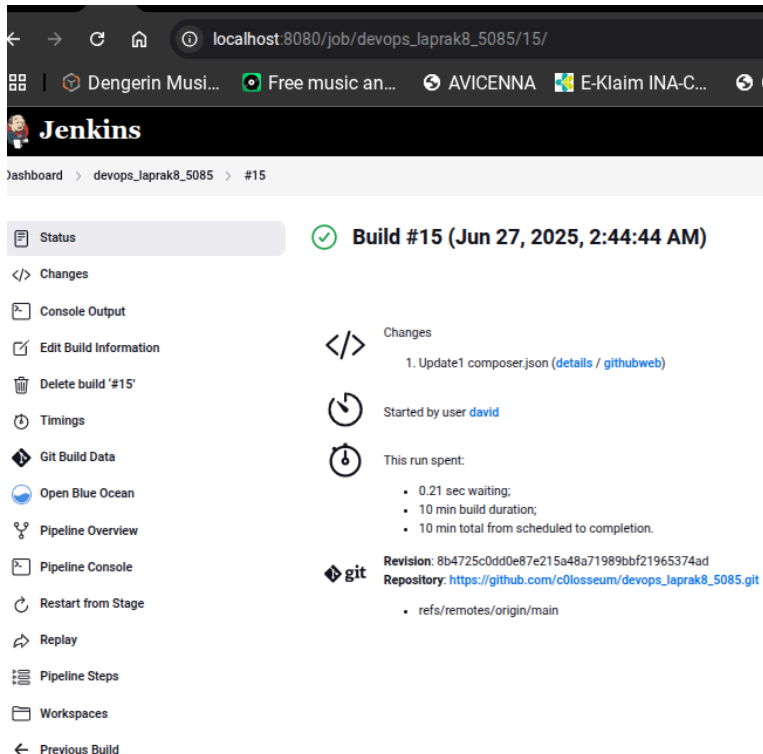 localhost:8080/job/devops_laprak8_5085/15/
Dengerin Musi... Free music an... AVICENNA E-Klaim INA-C...
Jenkins
Dashboard > devops_laprak8_5085 > #15
Status
Build #15 (Jun 27, 2025, 2:44:44 AM)
Changes
Console Output
Edit Build Information
Delete build ‘#15’
Timings
Git Build Data
Open Blue Ocean
Pipeline Overview
Pipeline Console
Restart from Stage
Replay
Pipeline Steps
Workspaces
Previous Build
Changes
1. Update1 composer.json (details / githubweb)
Started by user david
This run spent:
• 0.21 sec waiting;
• 10 min build duration;
• 10 min total from scheduled to completion.
git
Revision: 8b4725c0dd0e87e215a48a71989bbf21965374ad
Repository: https://github.com/c0losseum/devops_laprak8_5085.git
• refs/remotes/origin/main